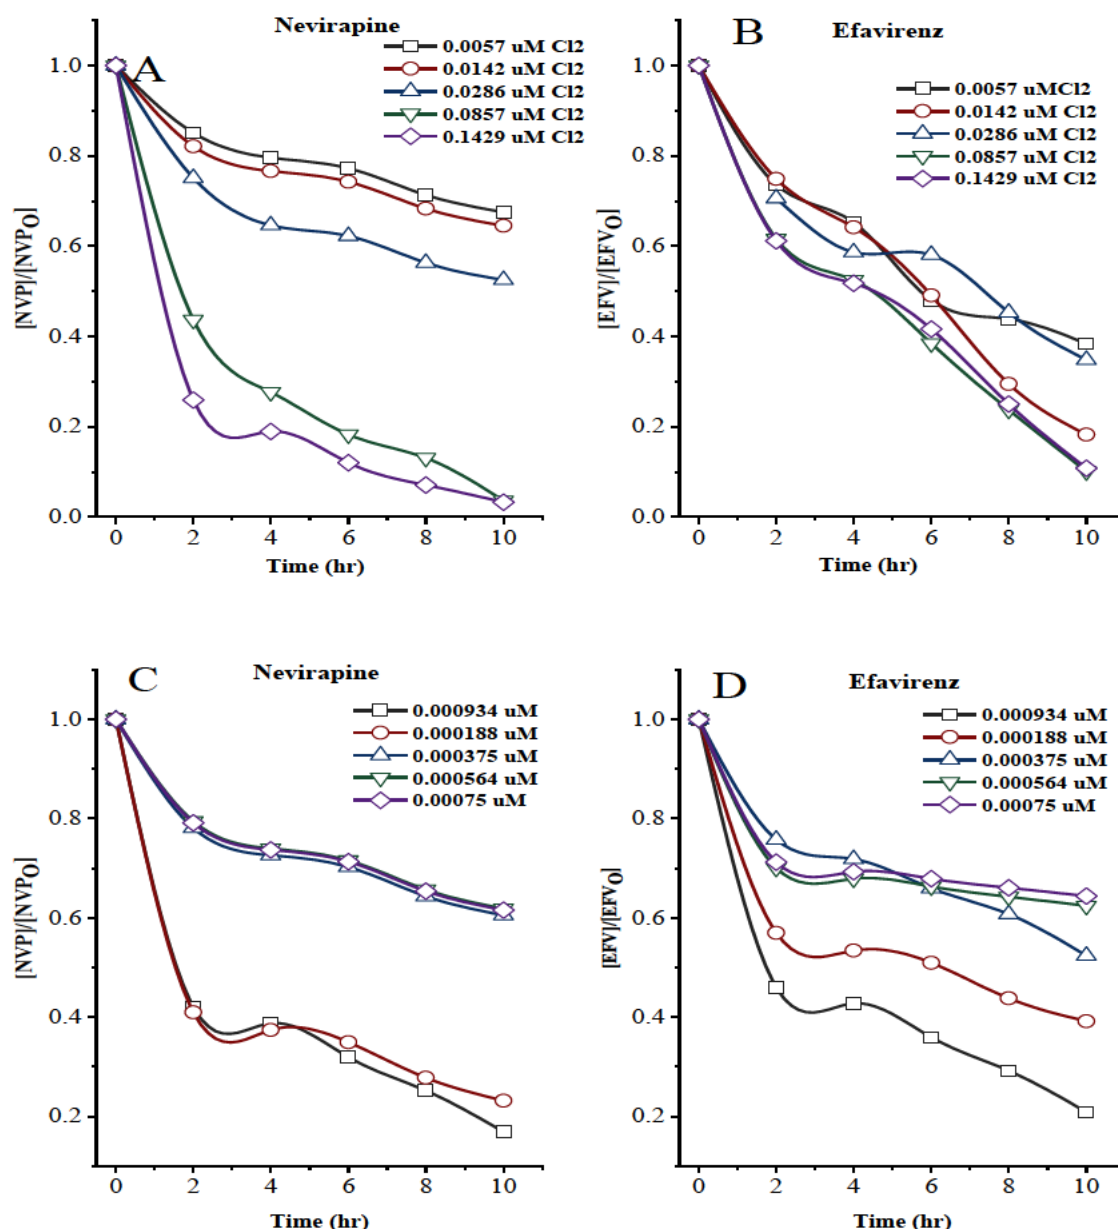 Nevirapine
A
0.0057 uM Cl2
0.0142 uM Cl2
0.0286 uM Cl2
0.0857 uM Cl2
0.1429 uM Cl2
[NVP]/[NVPO]
1.0
0.8
0.6
0.4
0.2
0.0
0 2 4 6 8 10
Time (hr)
B
Efavirenz
0.0057 uMCl2
0.0142 uM Cl2
0.0286 uM Cl2
0.0857 uM Cl2
0.1429 uM Cl2
[EFV]/[EFVO]
1.0
0.8
0.6
0.4
0.2
0.0
0 2 4 6 8 10
Time (hr)
C
Nevirapine
0.000934 uM
0.000188 uM
0.000375 uM
0.000564 uM
0.00075 uM
[NVP]/[NVPO]
1.0
0.8
0.6
0.4
0.2
0 2 4 6 8 10
Time (hr)
D
Efavirenz
0.000934 uM
0.000188 uM
0.000375 uM
0.000564 uM
0.00075 uM
[EFV]/[EFVO]
1.0
0.8
0.6
0.4
0.2
0 2 4 6 8 10
Time (hr)